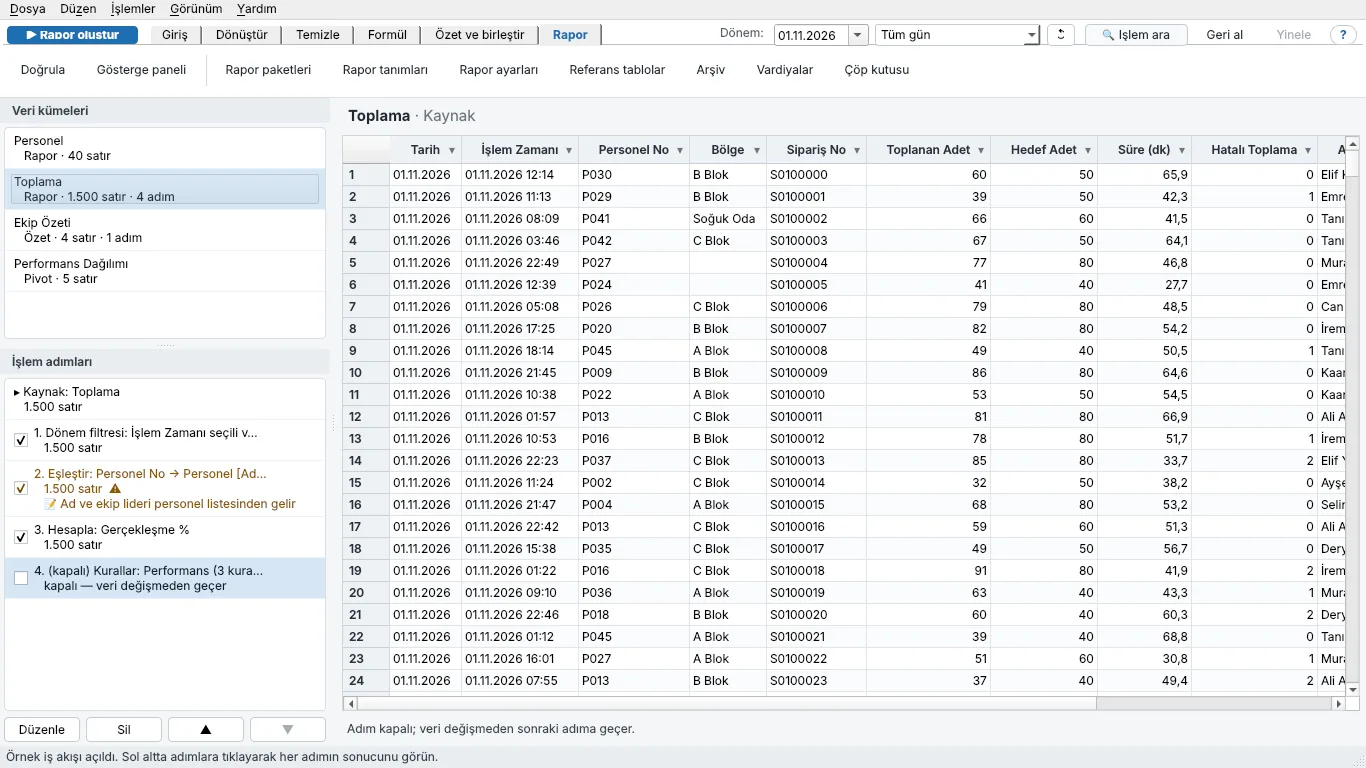 Dosya Düzen İşlemler Görünüm Yardım
▶ Rapor oluştur Giriş Dönüştür Temizle Formül Özet ve birleştir Rapor Dönem: 01.11.2026 Tüm gün İşlem ara Geri al Yinele ?
Doğrula Gösterge paneli Rapor paketleri Rapor tanımları Rapor ayarları Referans tablolar Arşiv Vardiyalar Çöp kutusu
Veri kümeleri
Personel
Rapor · 40 satır
Toplama
Rapor · 1.500 satır · 4 adım
Ekip Özeti
Özet · 4 satır · 1 adım
Performans Dağılımı
Pivot · 5 satır
İşlem adımları
▸ Kaynak: Toplama
1.500 satır
1. Dönem filtresi: İşlem Zamanı seçili v...
1.500 satır
2. Eşleştir: Personel No → Personel [Ad...
1.500 satır ⚠
📝 Ad ve ekip lideri personel listesinden gelir
3. Hesapla: Gerçekleşme %
1.500 satır
4. (kapalı) Kurallar: Performans (3 kura...
kapalı — veri değişmeden geçer
Düzenle Sil ▲ ▼
Toplama · Kaynak
Tarih İşlem Zamanı Personel No Bölge Sipariş No Toplanan Adet Hedef Adet Süre (dk) Hatalı Toplama A
1 01.11.2026 01.11.2026 12:14 P030 B Blok S0100000 60 50 65,9 0 Elif
2 01.11.2026 01.11.2026 11:13 P029 B Blok S0100001 39 50 42,3 1 Emre
3 01.11.2026 01.11.2026 08:09 P041 Soğuk Oda S0100002 66 60 41,5 0 Tanı
4 01.11.2026 01.11.2026 03:46 P042 C Blok S0100003 67 50 64,1 0 Tanı
5 01.11.2026 01.11.2026 22:49 P027 S0100004 77 80 46,8 0 Mura
6 01.11.2026 01.11.2026 12:39 P024 S0100005 41 40 27,7 0 Emre
7 01.11.2026 01.11.2026 05:08 P026 C Blok S0100006 79 80 48,5 0 Can
8 01.11.2026 01.11.2026 17:25 P020 B Blok S0100007 82 80 54,2 0 İrem
9 01.11.2026 01.11.2026 18:14 P045 A Blok S0100008 49 40 50,5 1 Tanı
10 01.11.2026 01.11.2026 21:45 P009 B Blok S0100009 86 80 64,6 0 Kaan
11 01.11.2026 01.11.2026 10:38 P022 A Blok S0100010 53 50 54,5 0 Kaan
12 01.11.2026 01.11.2026 01:57 P013 C Blok S0100011 81 80 66,9 0 Ali A
13 01.11.2026 01.11.2026 10:53 P016 B Blok S0100012 78 80 51,7 1 İrem
14 01.11.2026 01.11.2026 22:23 P037 C Blok S0100013 85 80 33,7 2 Elif Y
15 01.11.2026 01.11.2026 11:24 P002 C Blok S0100014 32 50 38,2 0 Ayşe
16 01.11.2026 01.11.2026 21:47 P004 A Blok S0100015 68 80 53,2 0 Selin
17 01.11.2026 01.11.2026 22:42 P013 C Blok S0100016 59 60 51,3 0 Ali A
18 01.11.2026 01.11.2026 15:38 P035 C Blok S0100017 49 50 56,7 0 Dery
19 01.11.2026 01.11.2026 01:22 P016 C Blok S0100018 91 80 41,9 2 İrem
20 01.11.2026 01.11.2026 09:10 P036 A Blok S0100019 63 40 43,3 1 Mura
21 01.11.2026 01.11.2026 22:46 P018 B Blok S0100020 60 40 60,3 2 Dery
22 01.11.2026 01.11.2026 01:12 P045 A Blok S0100021 39 40 68,8 0 Tanı
23 01.11.2026 01.11.2026 16:01 P027 A Blok S0100022 51 60 30,8 1 Mura
24 01.11.2026 01.11.2026 07:55 P013 B Blok S0100023 37 40 49,4 2 Ali A
Adım kapalı; veri değişmeden sonraki adıma geçer.
Örnek iş akışı açıldı. Sol altta adımlara tıklayarak her adımın sonucunu görün.